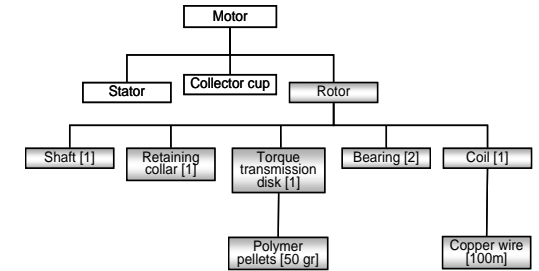 Motor
Stator
Collector cup
Rotor
Shaft [1]
Retaining
collar [1]
Torque
transmission
disk [1]
Bearing [2]
Coil [1]
Polymer
pellets [50 gr]
Copper wire
[100m]